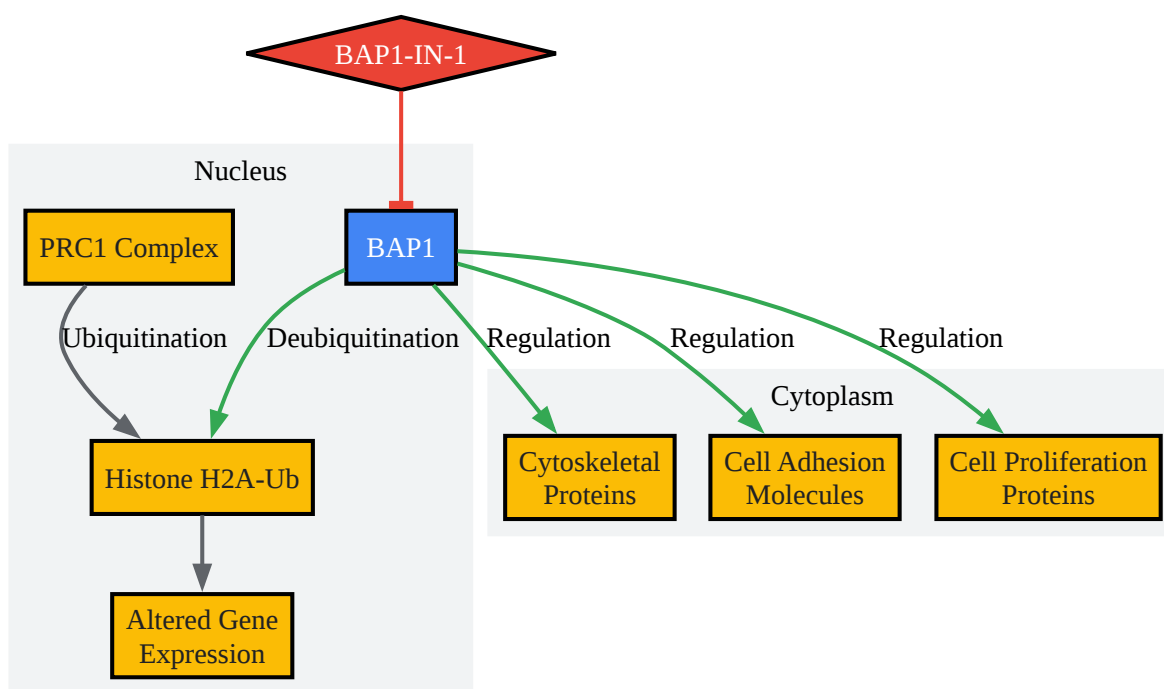 BAP1-IN-1
Nucleus
PRC1 Complex
BAP1
Ubiquitination
Deubiquitination
Regulation
Regulation
Regulation
Cytoplasm
Histone H2A-Ub
Cytoskeletal
Proteins
Cell Adhesion
Molecules
Cell Proliferation
Proteins
Altered Gene
Expression